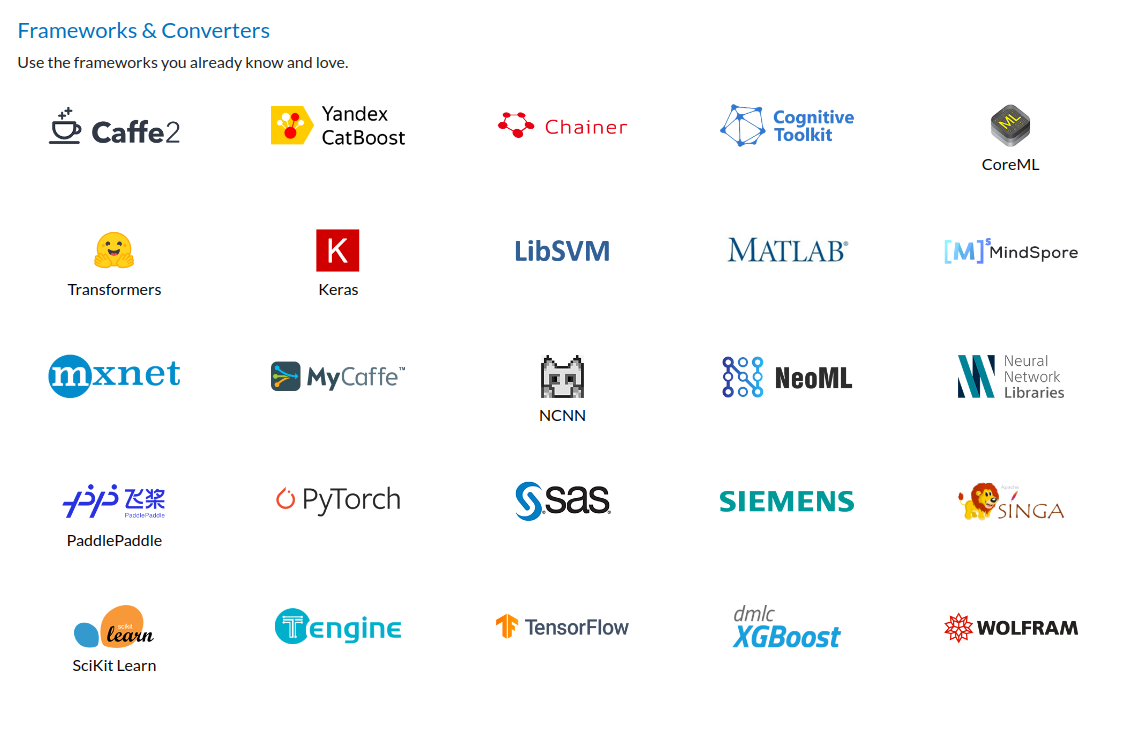 Frameworks & Converters
Use the frameworks you already know and love.
Caffe2
Yandex
CatBoost
Chainer
Cognitive
Toolkit
ML
CoreML
Transformers
K
Keras
LibSVM
MATLAB®
[M]s MindSpore
mxnet
MyCaffe™
NCNN
NeoML
Neural
Network
Libraries
飞桨
PaddlePaddle
PaddlePaddle
PyTorch
sas®
SIEMENS
Apache
SINGA
scikit
learn
SciKit Learn
Tengine
TensorFlow
dmlc
XGBoost
WOLFRAM